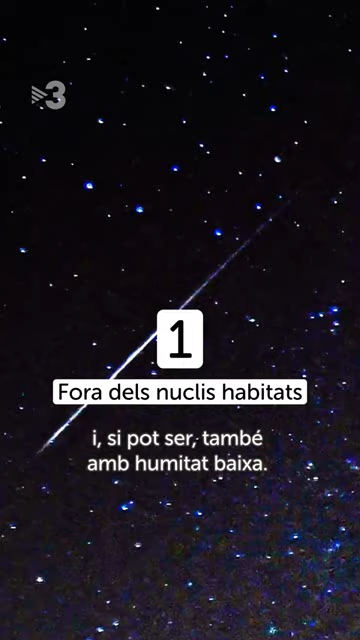 3
1
Fora dels nuclis habitats
i, si pot ser, també
amb humitat baixa.